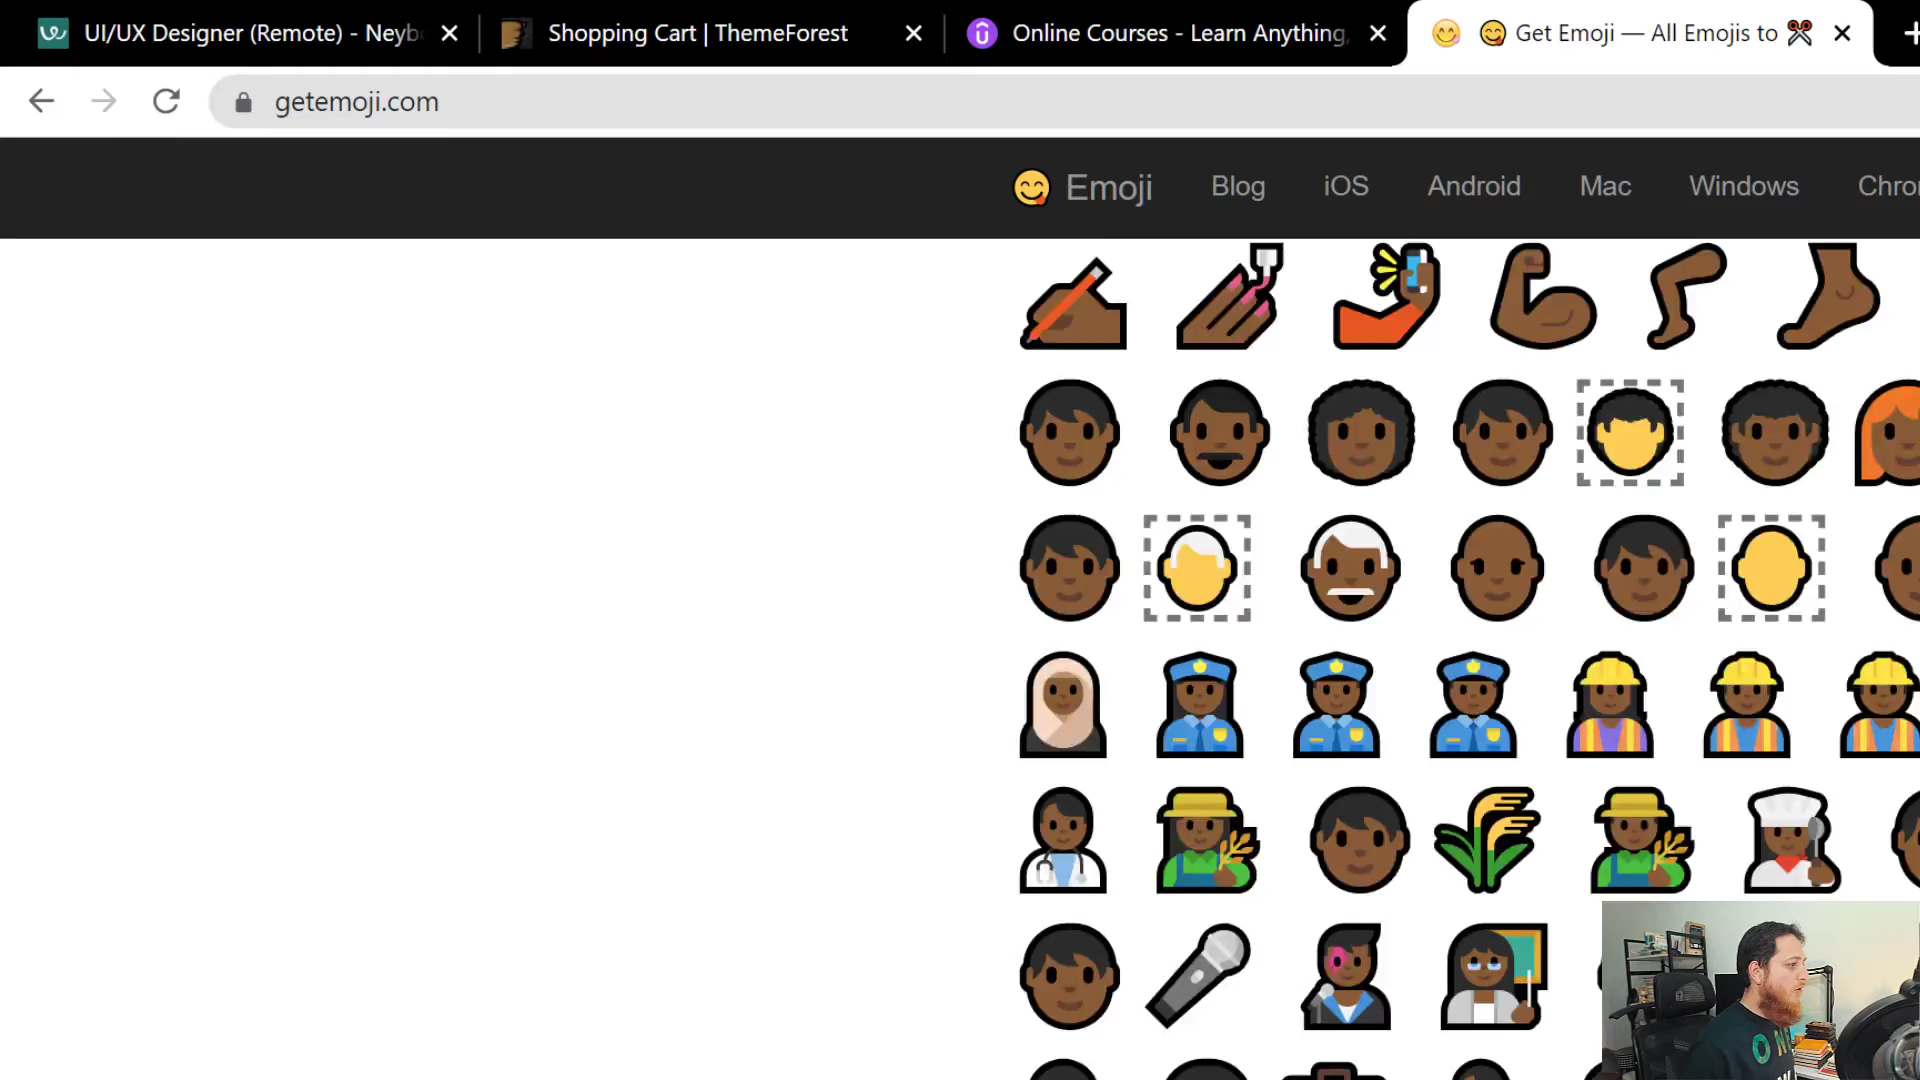 UI/UX Designer (Remote) - Neyb
Shopping Cart | ThemeForest
Online Courses - Learn Anything,
Get Emoji — All Emojis to
getemoji.com
Emoji
Blog
iOS
Android
Mac
Windows
Chro